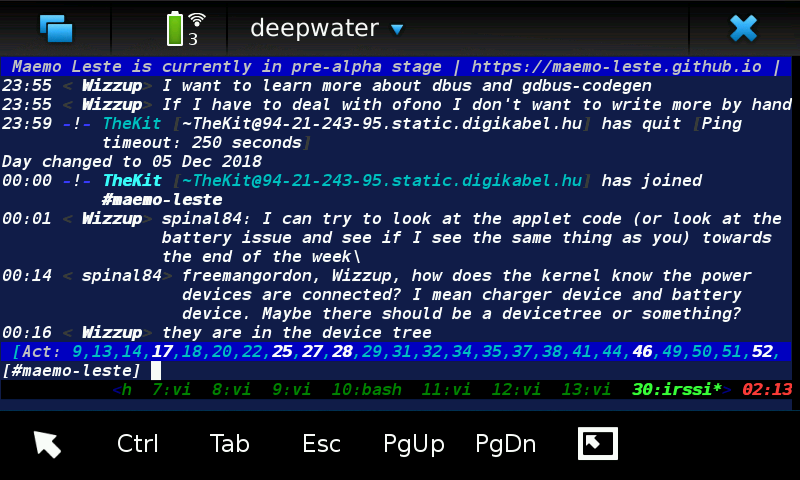 3
deepwater
Maemo Leste is currently in pre-alpha stage | https://maemo-leste.github.io |
23:55 < Wizzup> I want to learn more about dbus and gdbus-codegen
23:55 < Wizzup> If I have to deal with ofono I don't want to write more by hand
23:59 -!- TheKit [~TheKit@94-21-243-95.static.digikabel.hu] has quit [Ping
timeout: 250 seconds]
Day changed to 05 Dec 2018
00:00 -!- TheKit [~TheKit@94-21-243-95.static.digikabel.hu] has joined
#maemo-leste
00:01 < Wizzup> spinal84: I can try to look at the applet code (or look at the
battery issue and see if I see the same thing as you) towards
the end of the week\
00:14 < spinal84> freemangordon, Wizzup, how does the kernel know the power
devices are connected? I mean charger device and battery
device. Maybe there should be a devicetree or something?
00:16 < Wizzup> they are in the device tree
[Act: 9,13,14,17,18,20,22,25,27,28,29,31,32,34,35,37,38,41,44,46,49,50,51,52,
[#maemo-leste]
<h 7:vi 8:vi 9:vi 10:bash 11:vi 12:vi 13:vi 30:irssi*> 02:13
Ctrl Tab Esc PgUp PgDn